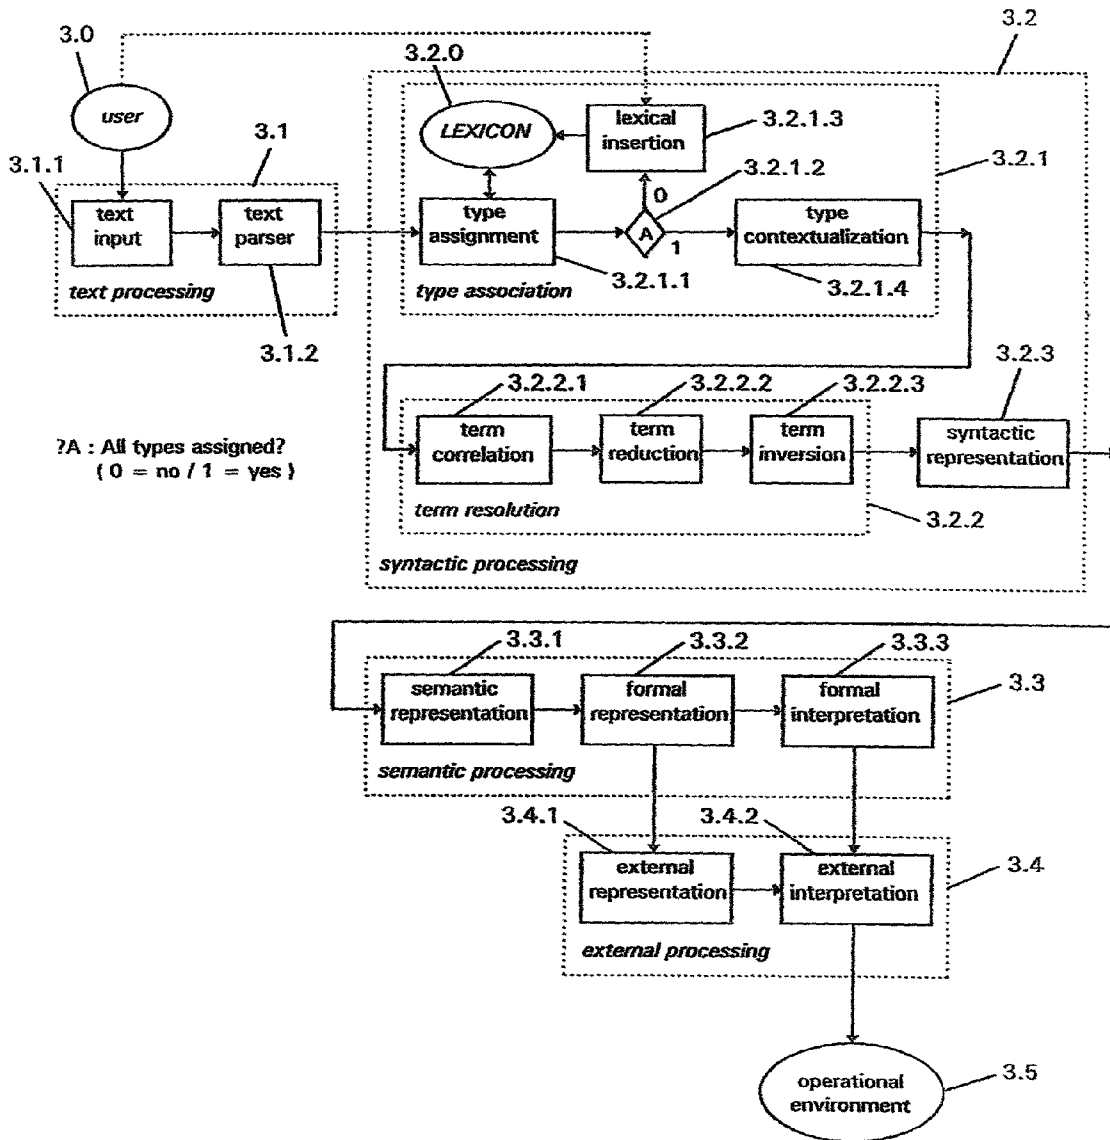 3.0
3.2
3.2.0
user
LEXICON
lexical
insertion
3.2.1.3
3.1
3.1.1
3.2.1.2
3.2.1
0
text
input
text
parser
type
assignment
A
1
type
contextualization
text processing
type association
3.2.1.1
3.2.1.4
3.1.2
3.2.2.1
3.2.2.2
3.2.2.3
3.2.3
?A : All types assigned?
( 0 = no / 1 = yes )
term
correlation
term
reduction
term
inversion
syntactic
representation
term resolution
3.2.2
syntactic processing
3.3.1
3.3.2
3.3.3
3.3
semantic
representation
formal
representation
formal
interpretation
semantic processing
3.4.1
3.4.2
3.4
external
representation
external
interpretation
external processing
operational
environment
3.5